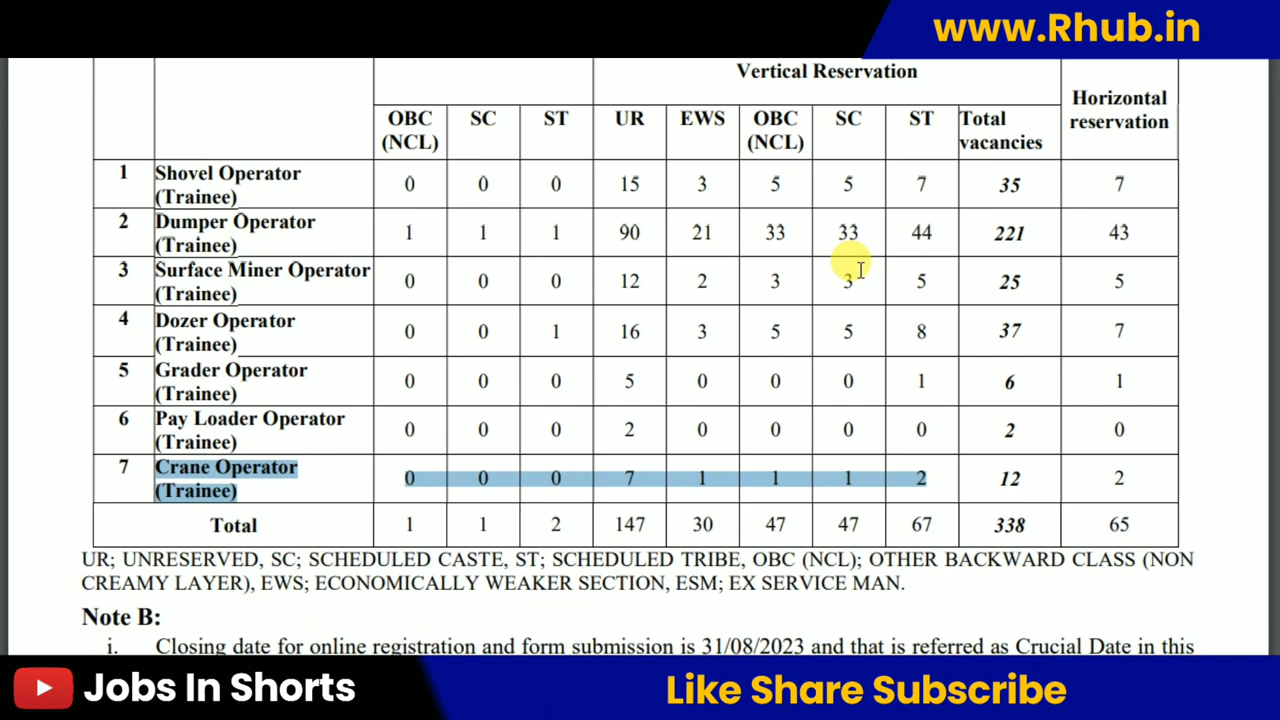 www.Rhub.in
Vertical Reservation
Horizontal reservation
OBC (NCL) SC ST UR EWS OBC (NCL) SC ST Total vacancies
1 Shovel Operator (Trainee) 0 0 0 15 3 5 5 7 35 7
2 Dumper Operator (Trainee) 1 1 1 90 21 33 33 44 221 43
3 Surface Miner Operator (Trainee) 0 0 0 12 2 3 3 5 25 5
4 Dozer Operator (Trainee) 0 0 1 16 3 5 5 8 37 7
5 Grader Operator (Trainee) 0 0 0 5 0 0 0 1 6 1
6 Pay Loader Operator (Trainee) 0 0 0 2 0 0 0 0 2 0
7 Crane Operator (Trainee) 0 0 0 7 1 1 1 2 12 2
Total 1 1 2 147 30 47 47 67 338 65
UR; UNRESERVED, SC; SCHEDULED CASTE, ST; SCHEDULED TRIBE, OBC (NCL); OTHER BACKWARD CLASS (NON
CREAMY LAYER), EWS; ECONOMICALLY WEAKER SECTION, ESM; EX SERVICE MAN.
Note B:
i. Closing date for online registration and form submission is 31/08/2023 and that is referred as Crucial Date in this
Jobs In Shorts
Like Share Subscribe